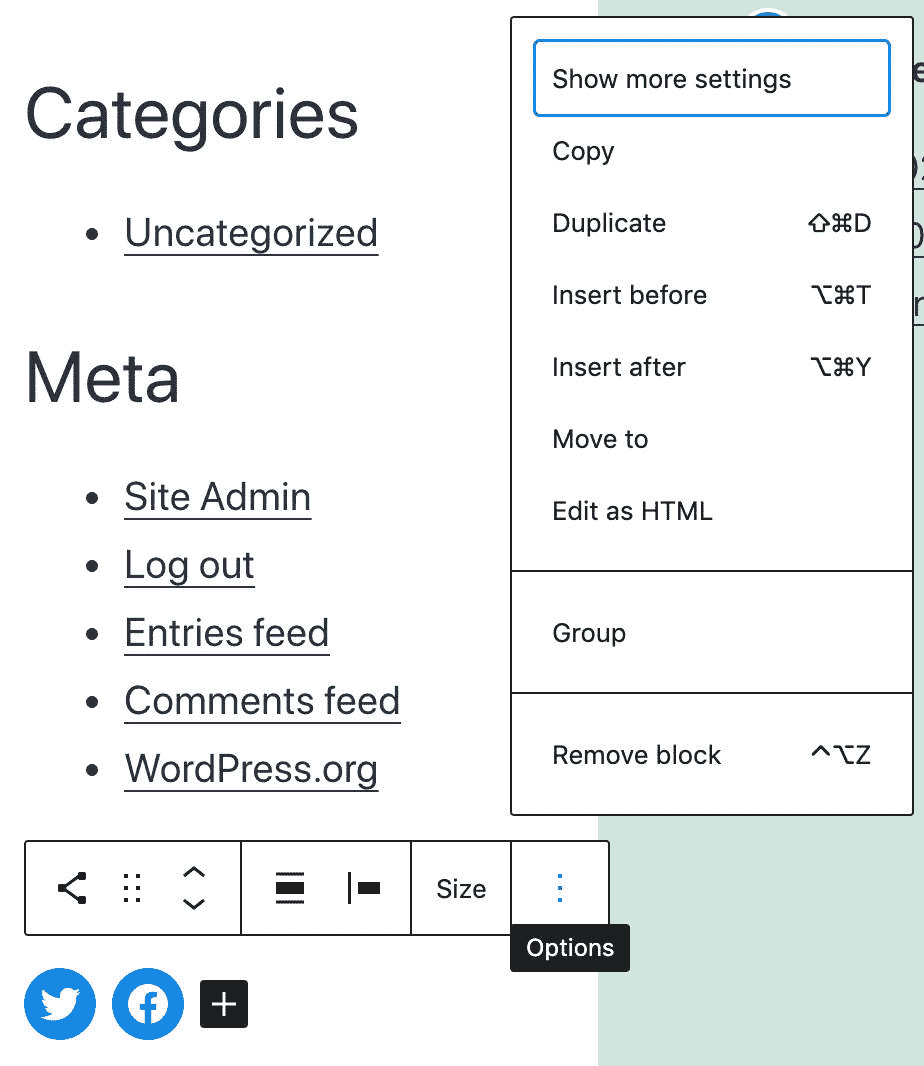 Categories
Uncategorized
Meta
Site Admin
Log out
Entries feed
Comments feed
WordPress.org
Show more settings
Copy
Duplicate ⇧⌘D
Insert before ⌥⌘T
Insert after ⌥⌘Y
Move to
Edit as HTML
Group
Remove block ⌃⌥Z
Size
Options